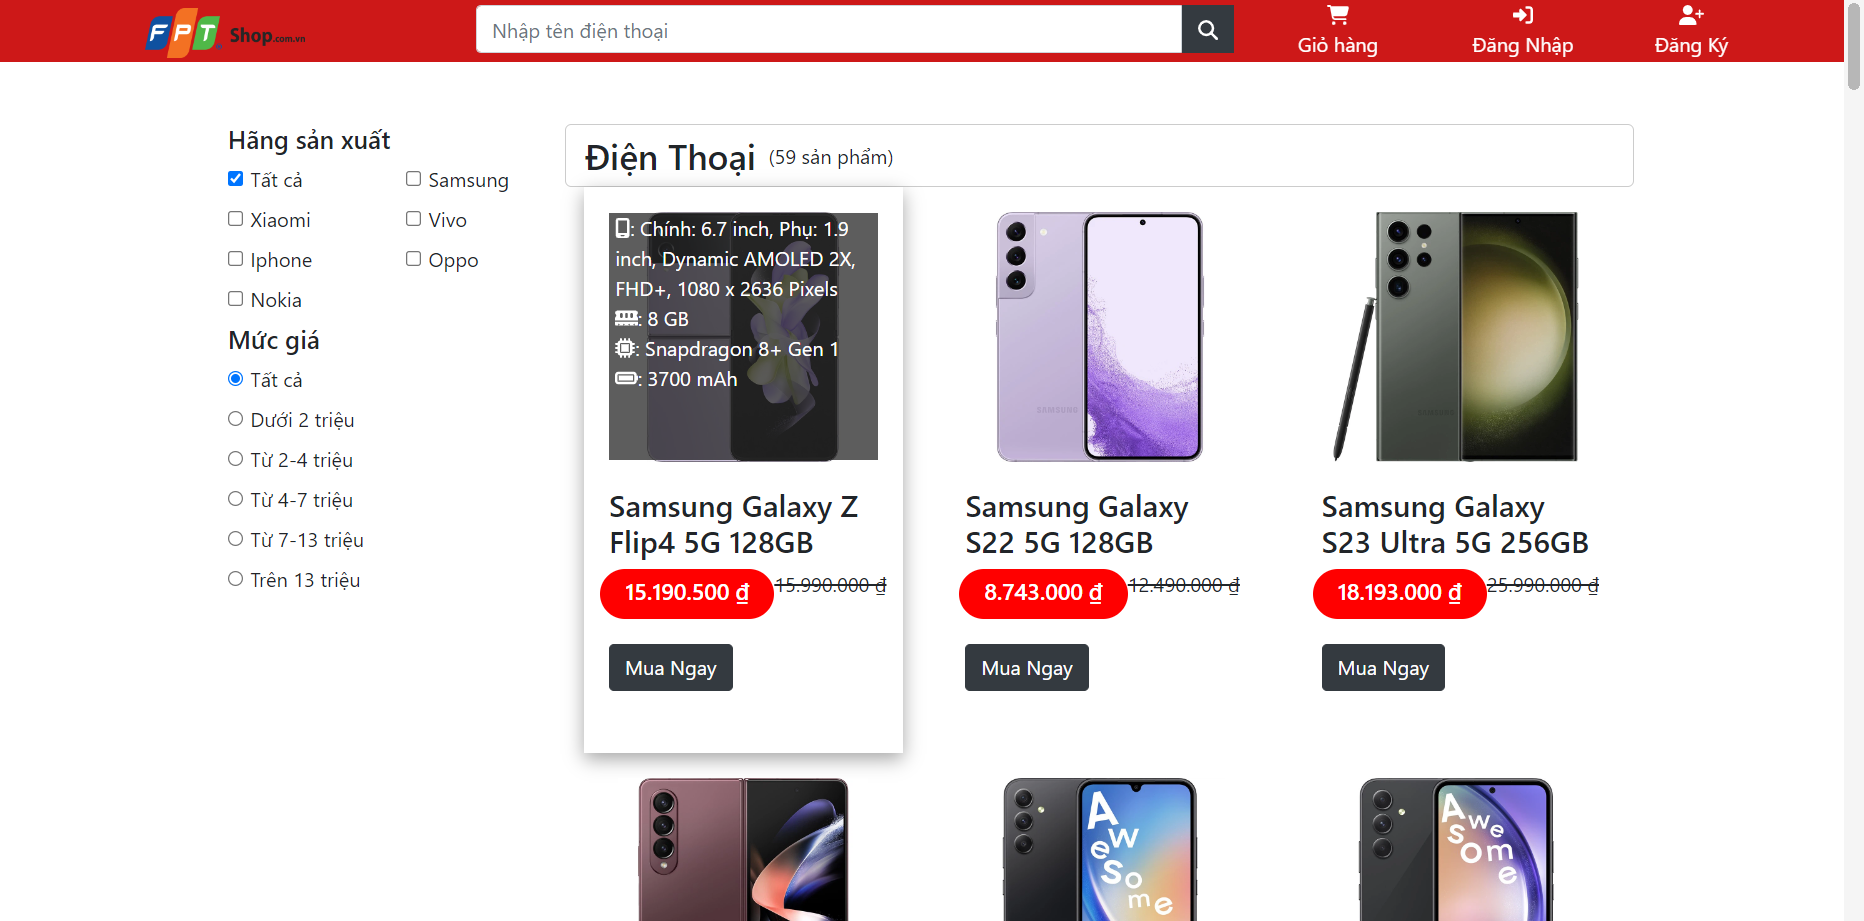 FPT Shop.com.vn
Nhập tên điện thoại
Giỏ hàng
Đăng Nhập
Đăng Ký
Hãng sản xuất
Tất cả
Samsung
Xiaomi
Vivo
Iphone
Oppo
Nokia
Mức giá
Tất cả
Dưới 2 triệu
Từ 2-4 triệu
Từ 4-7 triệu
Từ 7-13 triệu
Trên 13 triệu
Điện Thoại (59 sản phẩm)
: Chính: 6.7 inch, Phụ: 1.9
inch, Dynamic AMOLED 2X,
FHD+, 1080 x 2636 Pixels
: 8 GB
: Snapdragon 8+ Gen 1
: 3700 mAh
SAMSUNG
SAMSUNG
Samsung Galaxy Z
Flip4 5G 128GB
15.190.500 ₫ 15.990.000 ₫
Mua Ngay
Samsung Galaxy
S22 5G 128GB
8.743.000 ₫ 12.490.000 ₫
Mua Ngay
Samsung Galaxy
S23 Ultra 5G 256GB
18.193.000 ₫ 25.990.000 ₫
Mua Ngay
Awesome
Awesome